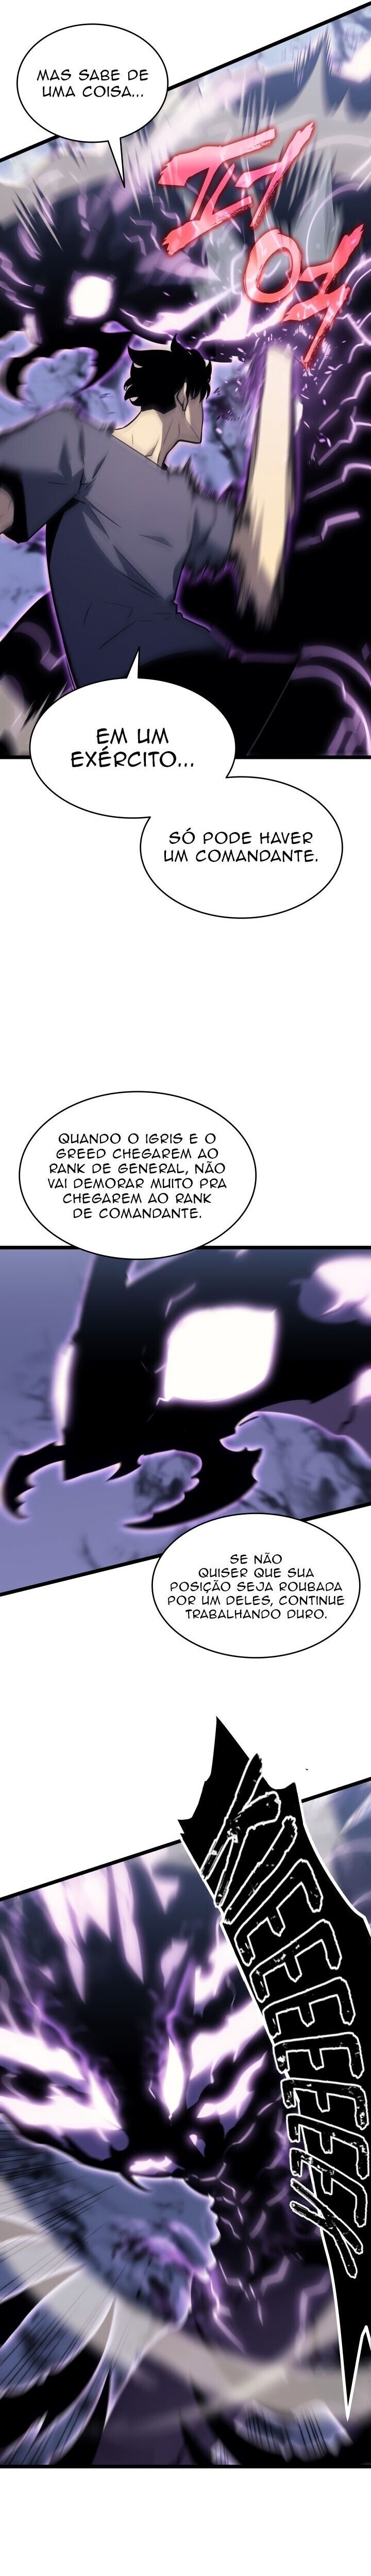 MAS SABE DE
UMA COISA...
EM UM
EXÉRCITO...
SÓ PODE HAVER
UM COMANDANTE.
QUANDO O IGRIS E O
GREED CHEGAREM AO
RANK DE GENERAL, NÃO
VAI DEMORAR MUITO PRA
CHEGAREM AO RANK
DE COMANDANTE.
SE NÃO
QUISER QUE SUA
POSIÇÃO SEJA ROUBADA
POR UM DELES, CONTINUE
TRABALHANDO DURO.